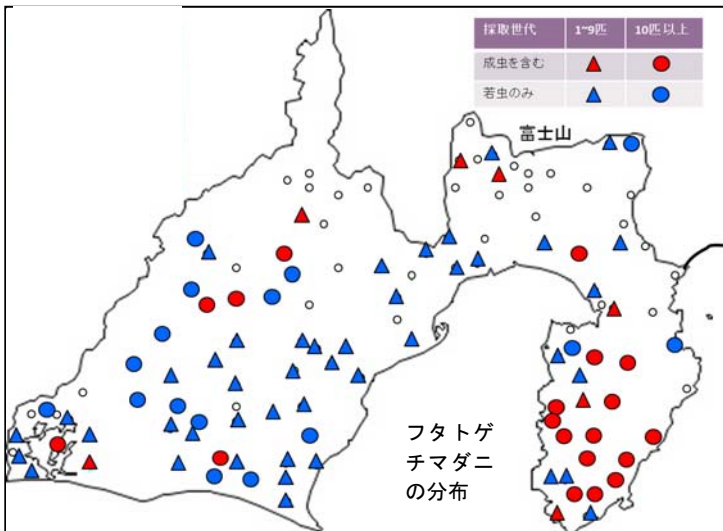 採取世代 1~9匹 10匹以上
成虫を含む
若虫のみ
富士山
フタトゲ
チマダニ
の分布